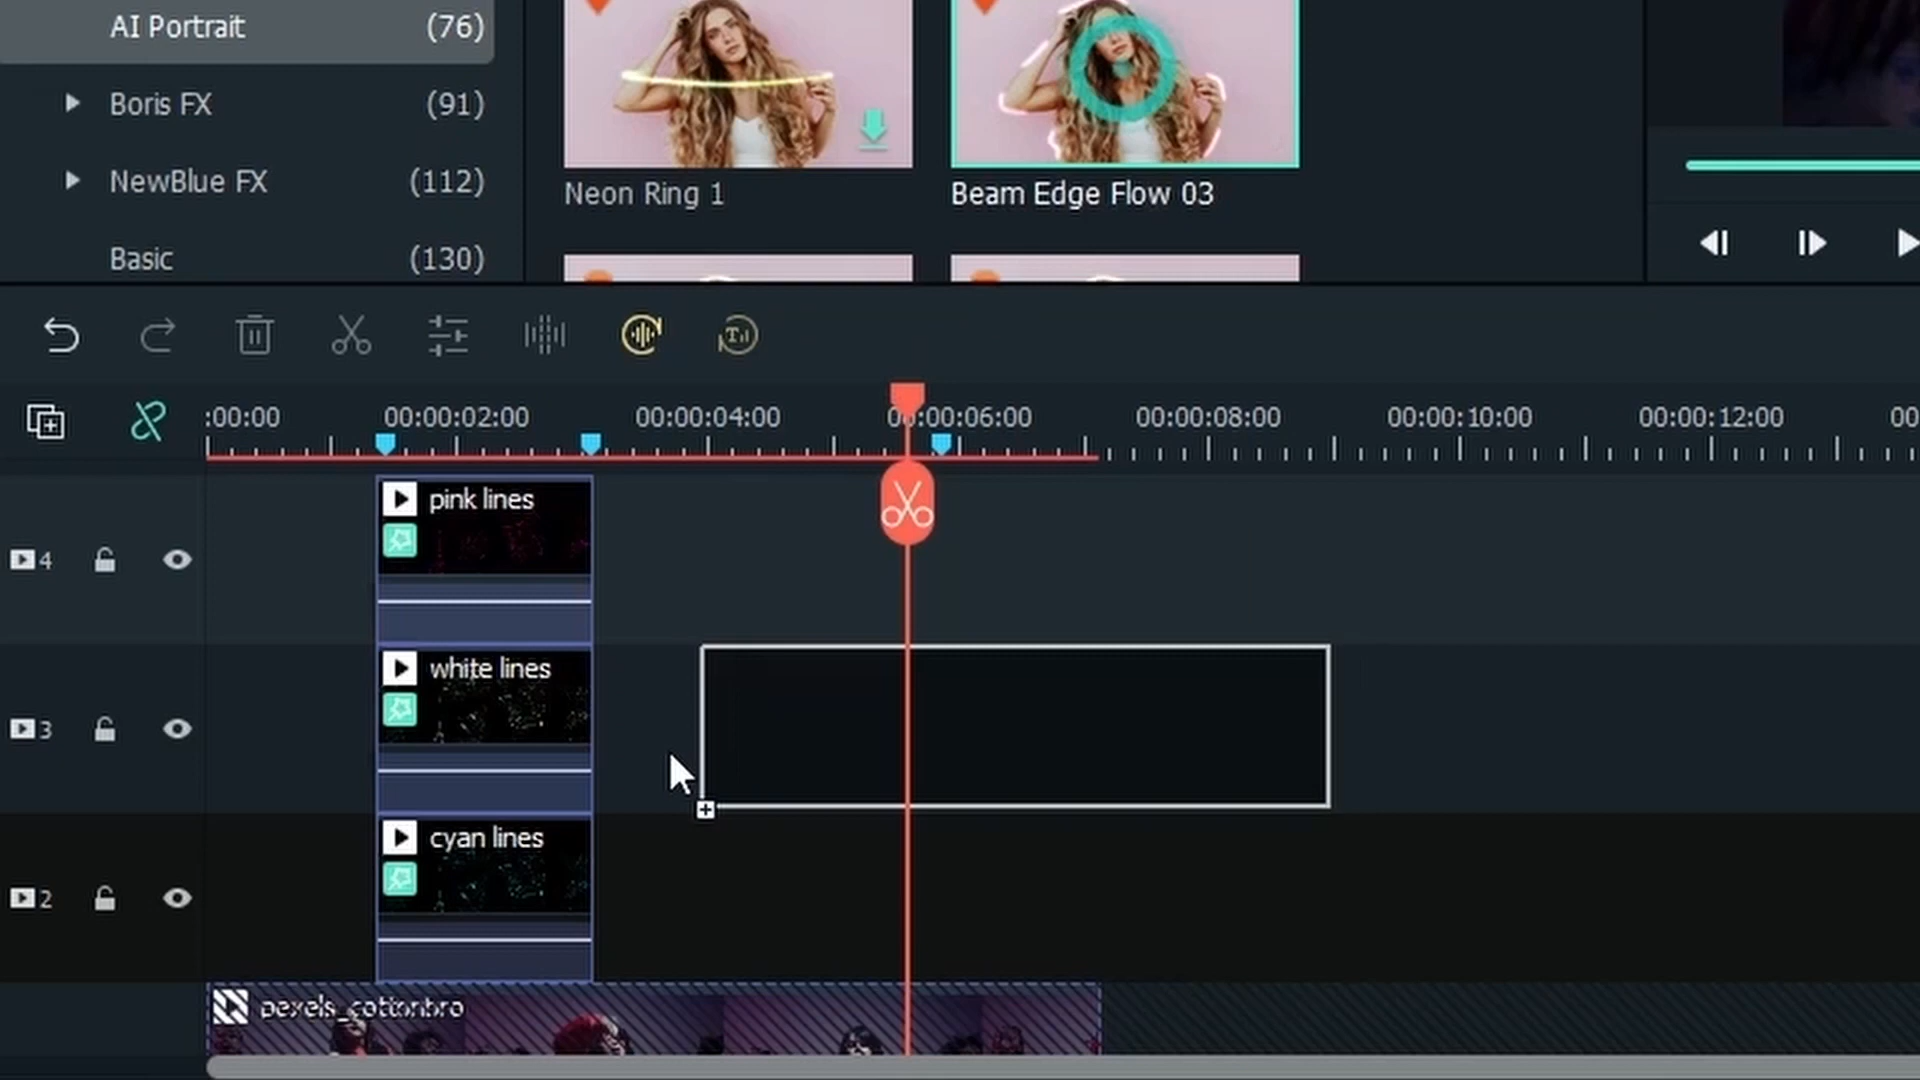 AI Portrait (76)
Boris FX (91)
NewBlue FX (112)
Basic (130)
Neon Ring 1
Beam Edge Flow 03
:00:00 00:00:02:00 00:00:04:00 00:00:06:00 00:00:08:00 00:00:10:00 00:00:12:00 00
pink lines
4
white lines
3
cyan lines
2
pexels_cottonbro